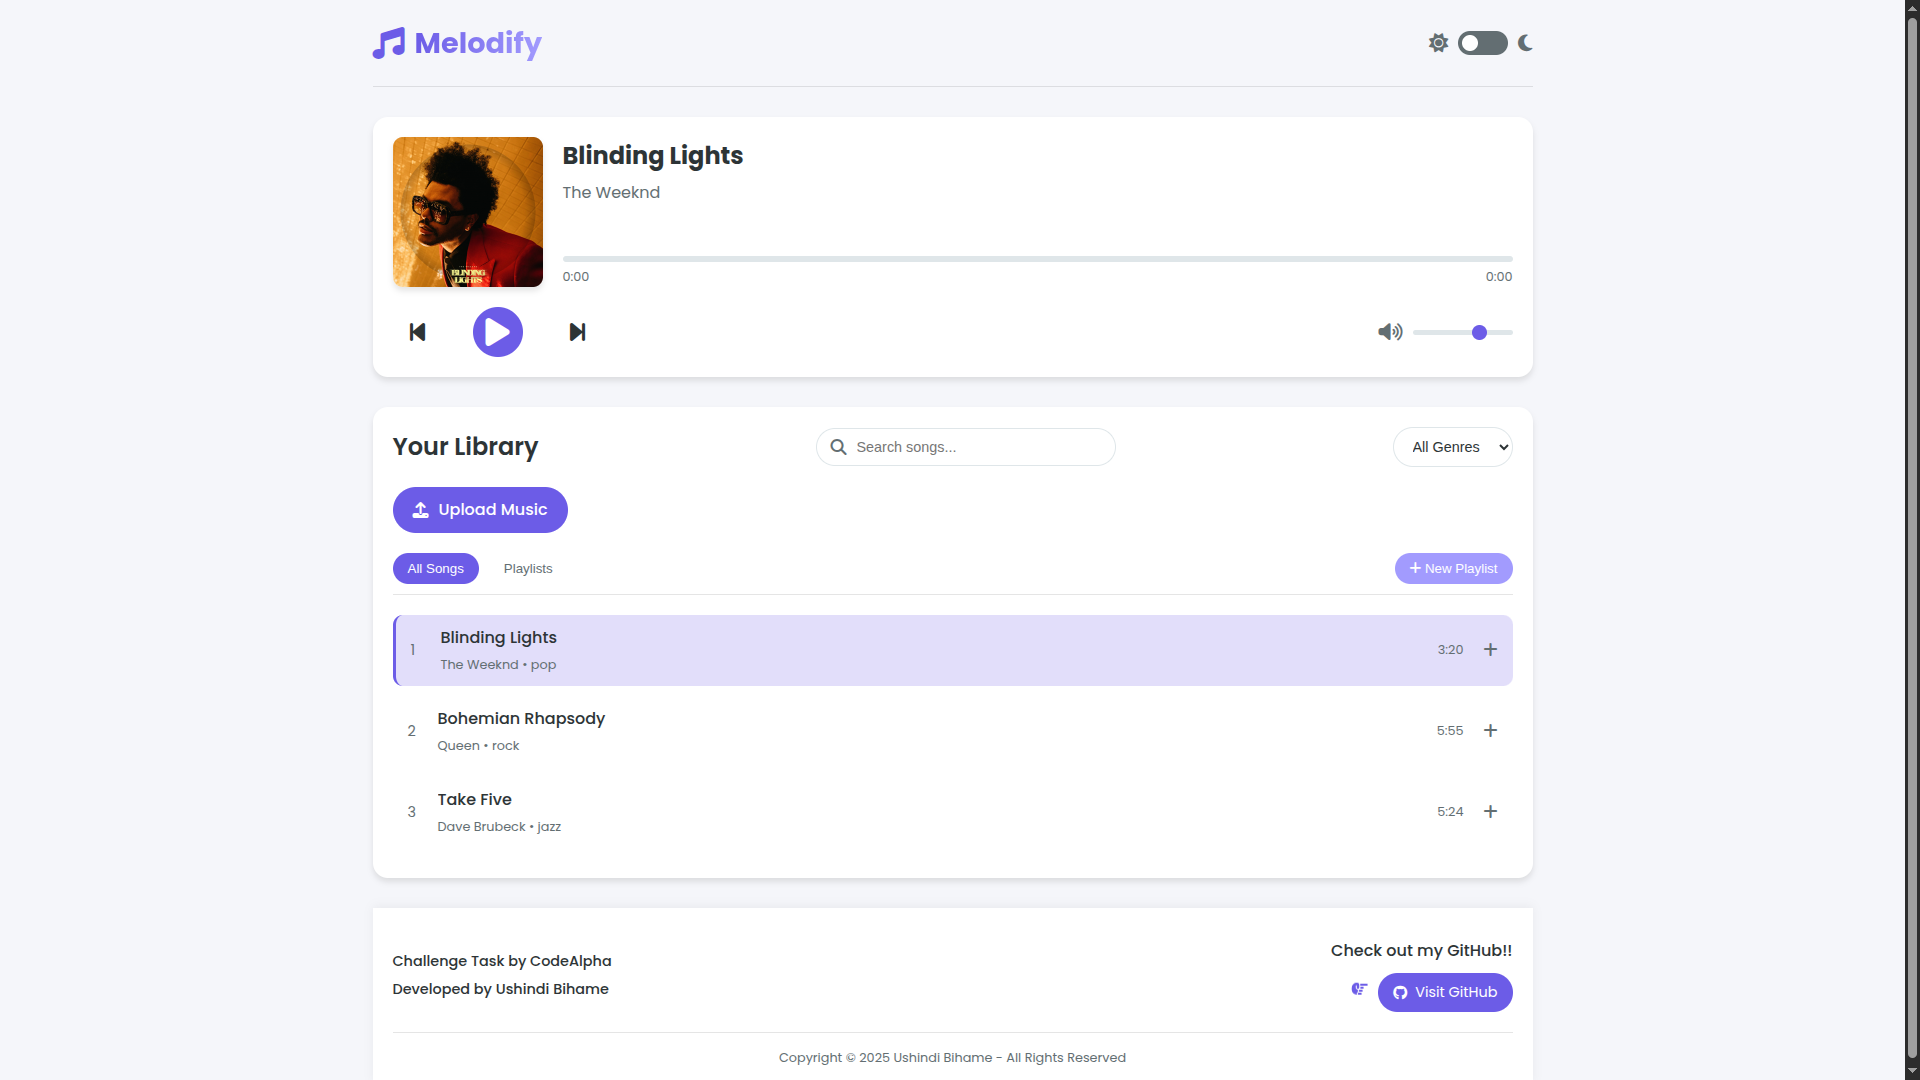 Melodify
BLINDING
LIGHTS
Blinding Lights
The Weeknd
0:00 0:00
Your Library
Search songs...
All Genres
Upload Music
All Songs Playlists
New Playlist
1 Blinding Lights 3:20
The Weeknd • pop
2 Bohemian Rhapsody 5:55
Queen • rock
3 Take Five 5:24
Dave Brubeck • jazz
Challenge Task by CodeAlpha
Developed by Ushindi Bihame
Check out my GitHub!!
Visit GitHub
Copyright © 2025 Ushindi Bihame - All Rights Reserved